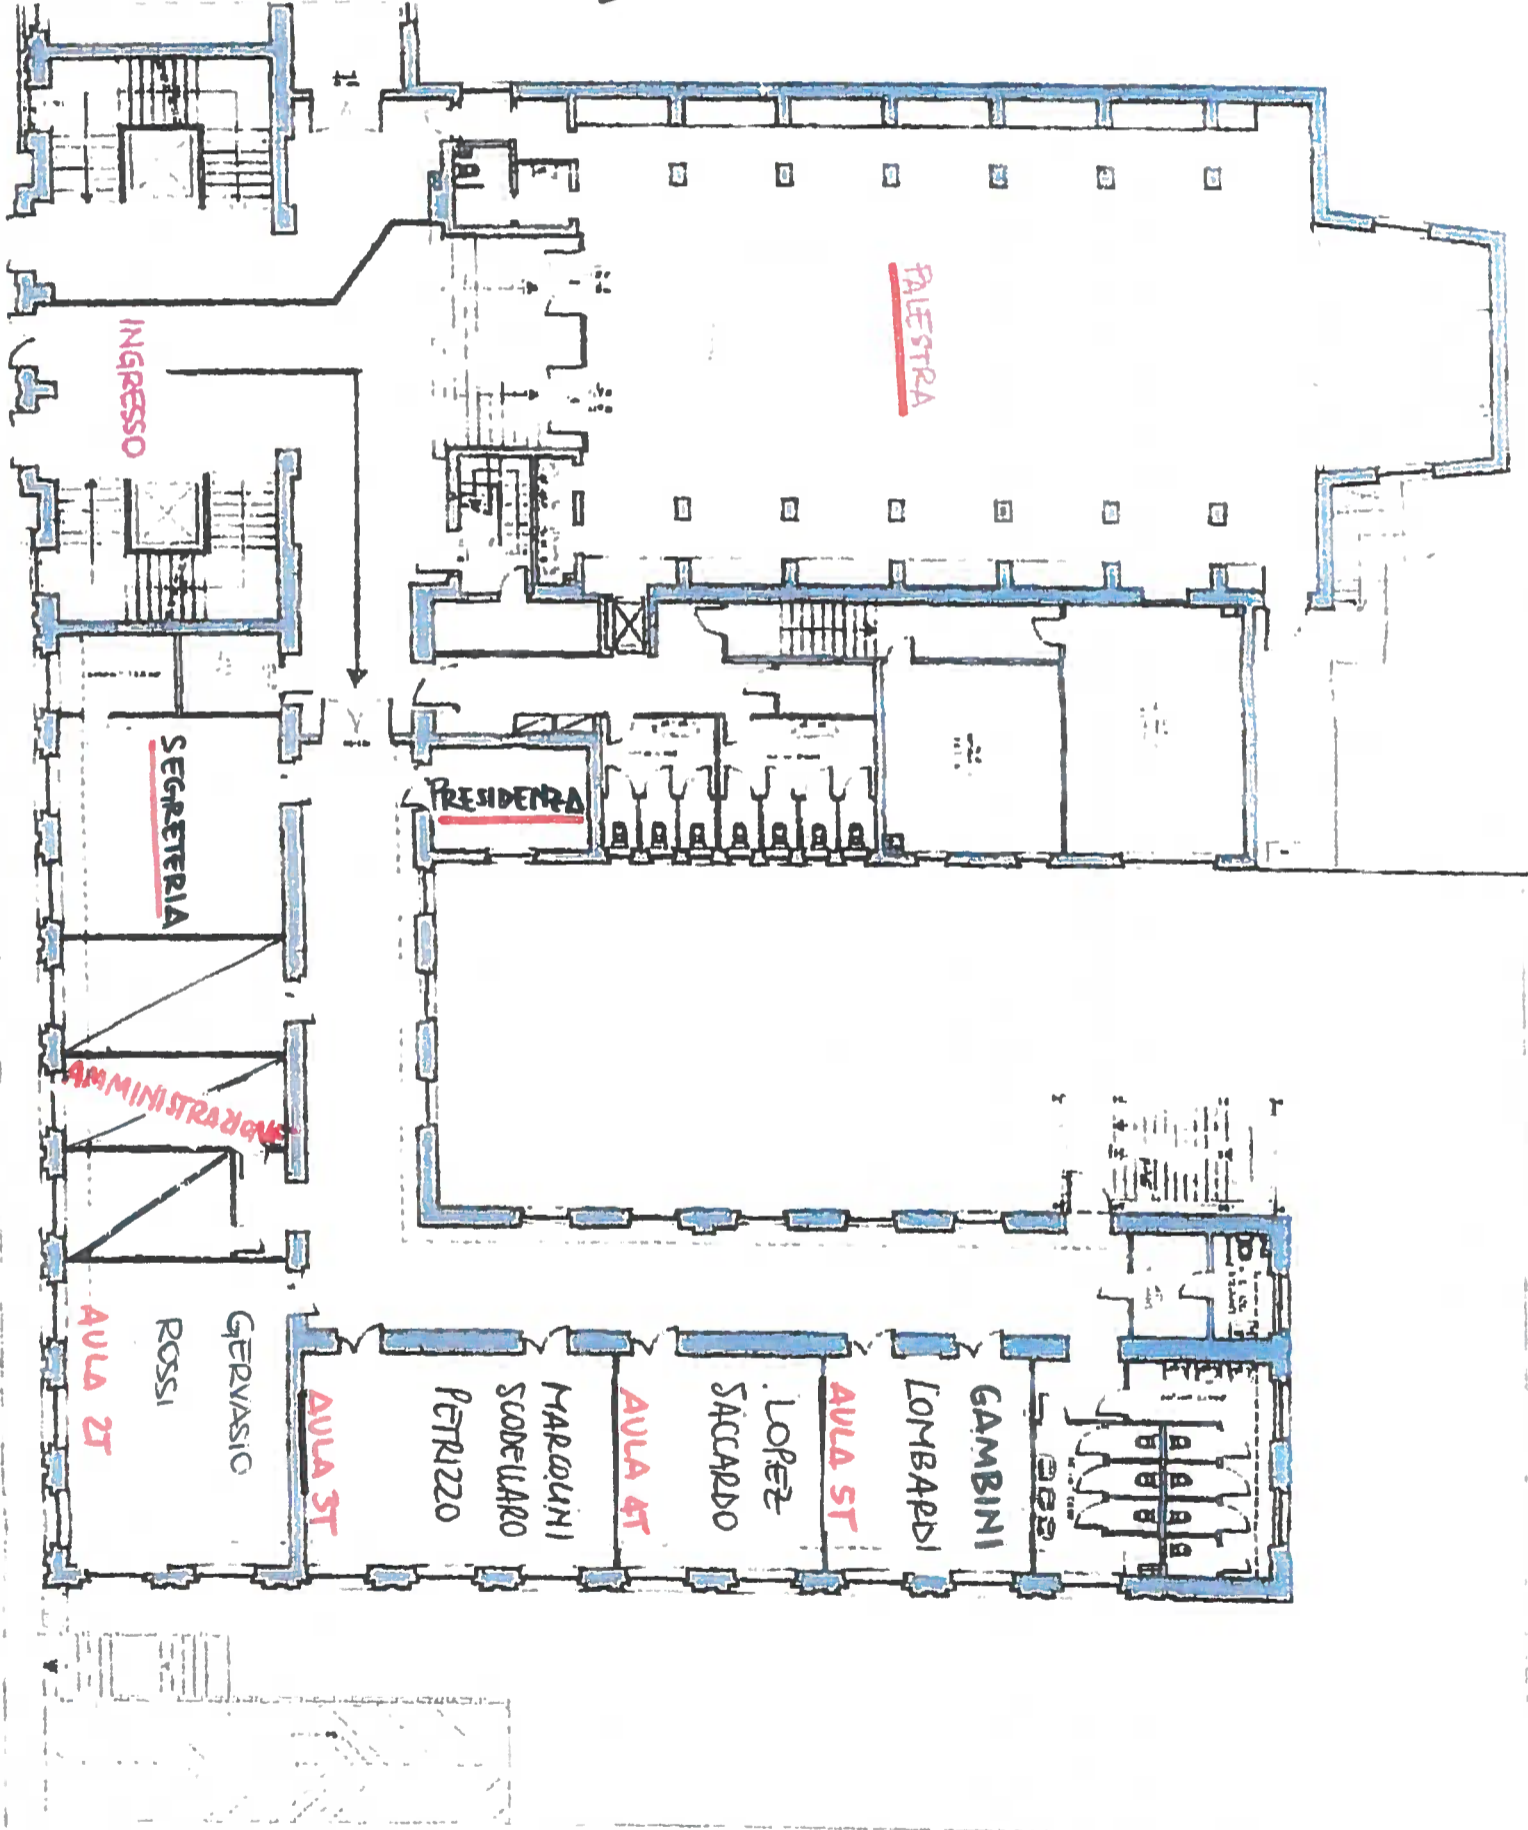 PALESTRA
INGRESSO
PRESIDENZA
SEGRETERIA
AMMINISTRAZIONE
GERVASIO
ROSSI
AULA 2T
AULA 3T
MARCOLINI
SCODELLARO
PETRIZZO
AULA 4T
LOPEZ
SACCARDO
AULA 5T
GAMBINI
LOMBARDI